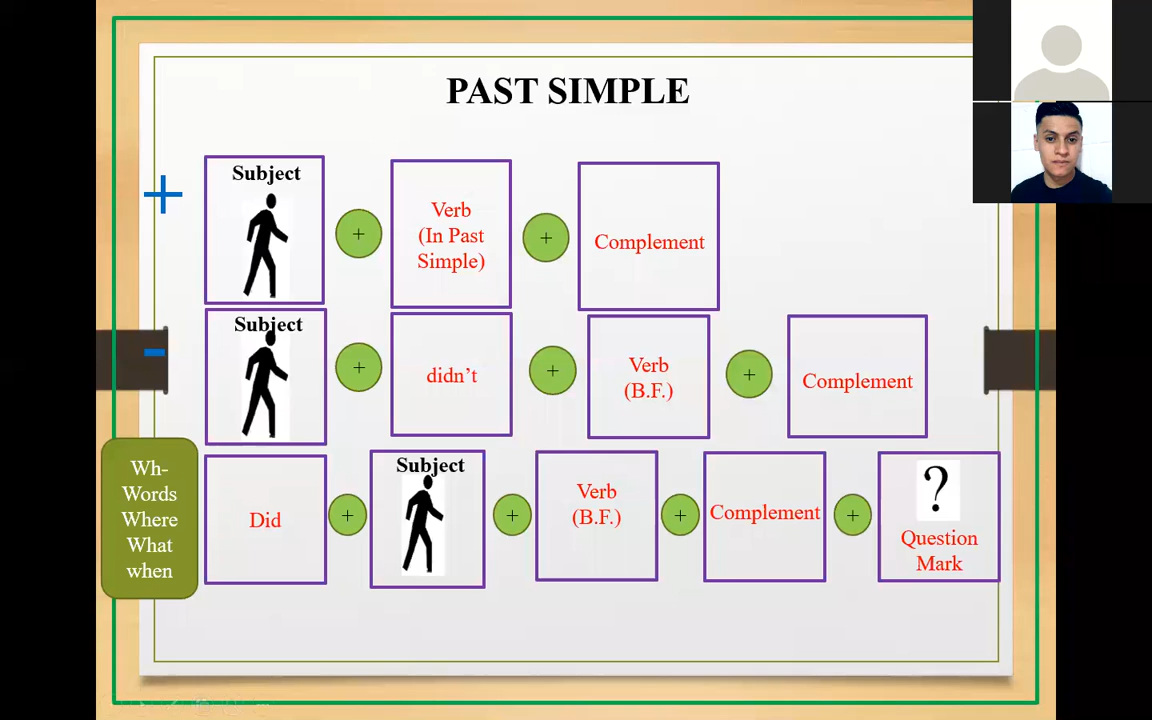 PAST SIMPLE
+
Subject
+
Verb
(In Past
Simple)
+
Complement
-
Subject
+
didn't
+
Verb
(B.F.)
+
Complement
Wh-
Words
Where
What
when
Did
+
Subject
+
Verb
(B.F.)
+
Complement
+
?
Question
Mark